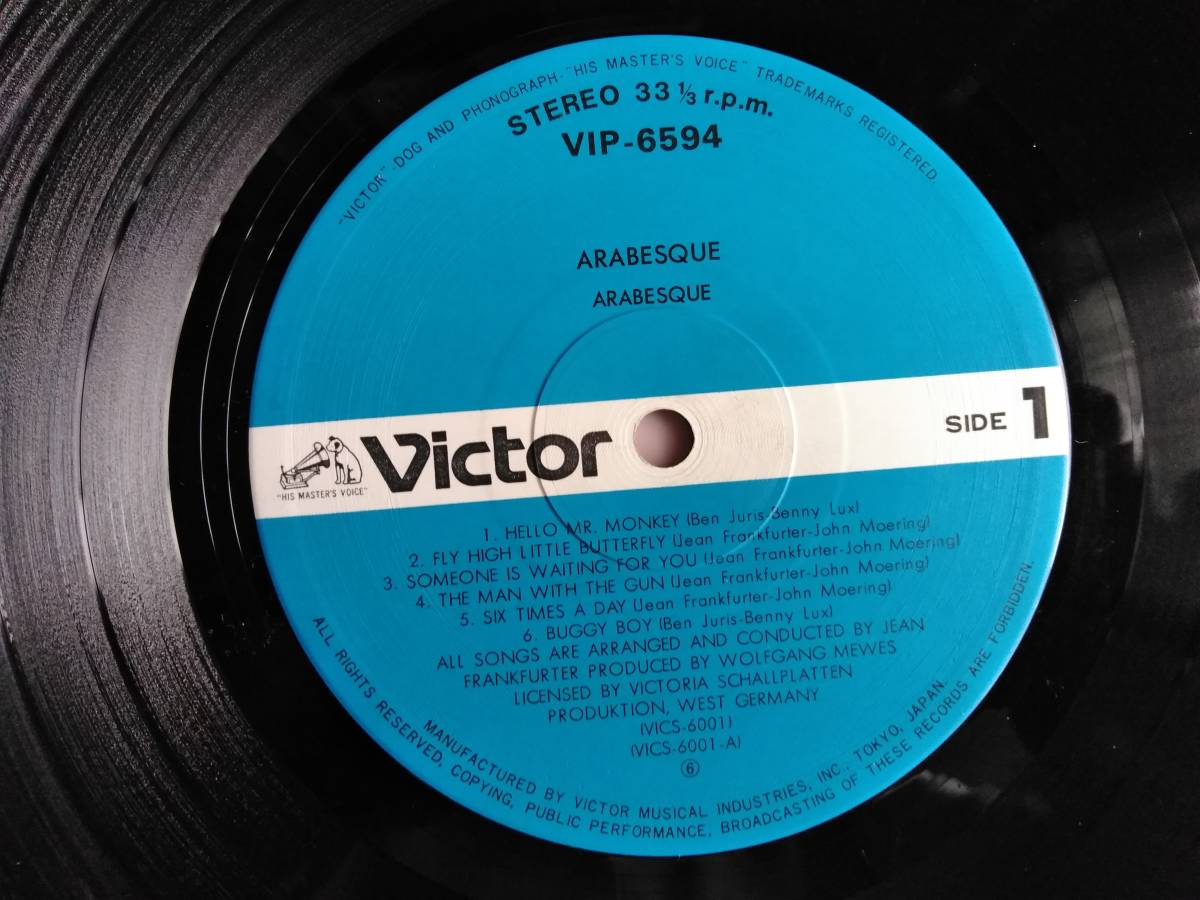 "VICTOR"-DOG AND PHONOGRAPH-"HIS MASTER'S VOICE" TRADEMARKS REGISTERED.
STEREO 33 ⅓ r.p.m.
VIP-6594
ARABESQUE
ARABESQUE
"HIS MASTER'S VOICE"
Victor
SIDE 1
1. HELLO MR. MONKEY (Ben Juris-Benny Lux)
2. FLY HIGH LITTLE BUTTERFLY (Jean Frankfurter-John Moering)
3. SOMEONE IS WAITING FOR YOU (Jean Frankfurter-John Moering)
4. THE MAN WITH THE GUN (Jean Frankfurter-John Moering)
5. SIX TIMES A DAY (Jean Frankfurter-John Moering)
6. BUGGY BOY (Ben Juris-Benny Lux)
ALL SONGS ARE ARRANGED AND CONDUCTED BY JEAN
FRANKFURTER PRODUCED BY WOLFGANG MEWES
LICENSED BY VICTORIA SCHALLPLATTEN
PRODUKTION, WEST GERMANY
(VICS-6001)
(VICS-6001-A)
⑥
MANUFACTURED BY VICTOR MUSICAL INDUSTRIES, INC., TOKYO, JAPAN.
ALL RIGHTS RESERVED, COPYING, PUBLIC PERFORMANCE, BROADCASTING OF THESE RECORDS ARE FORBIDDEN.